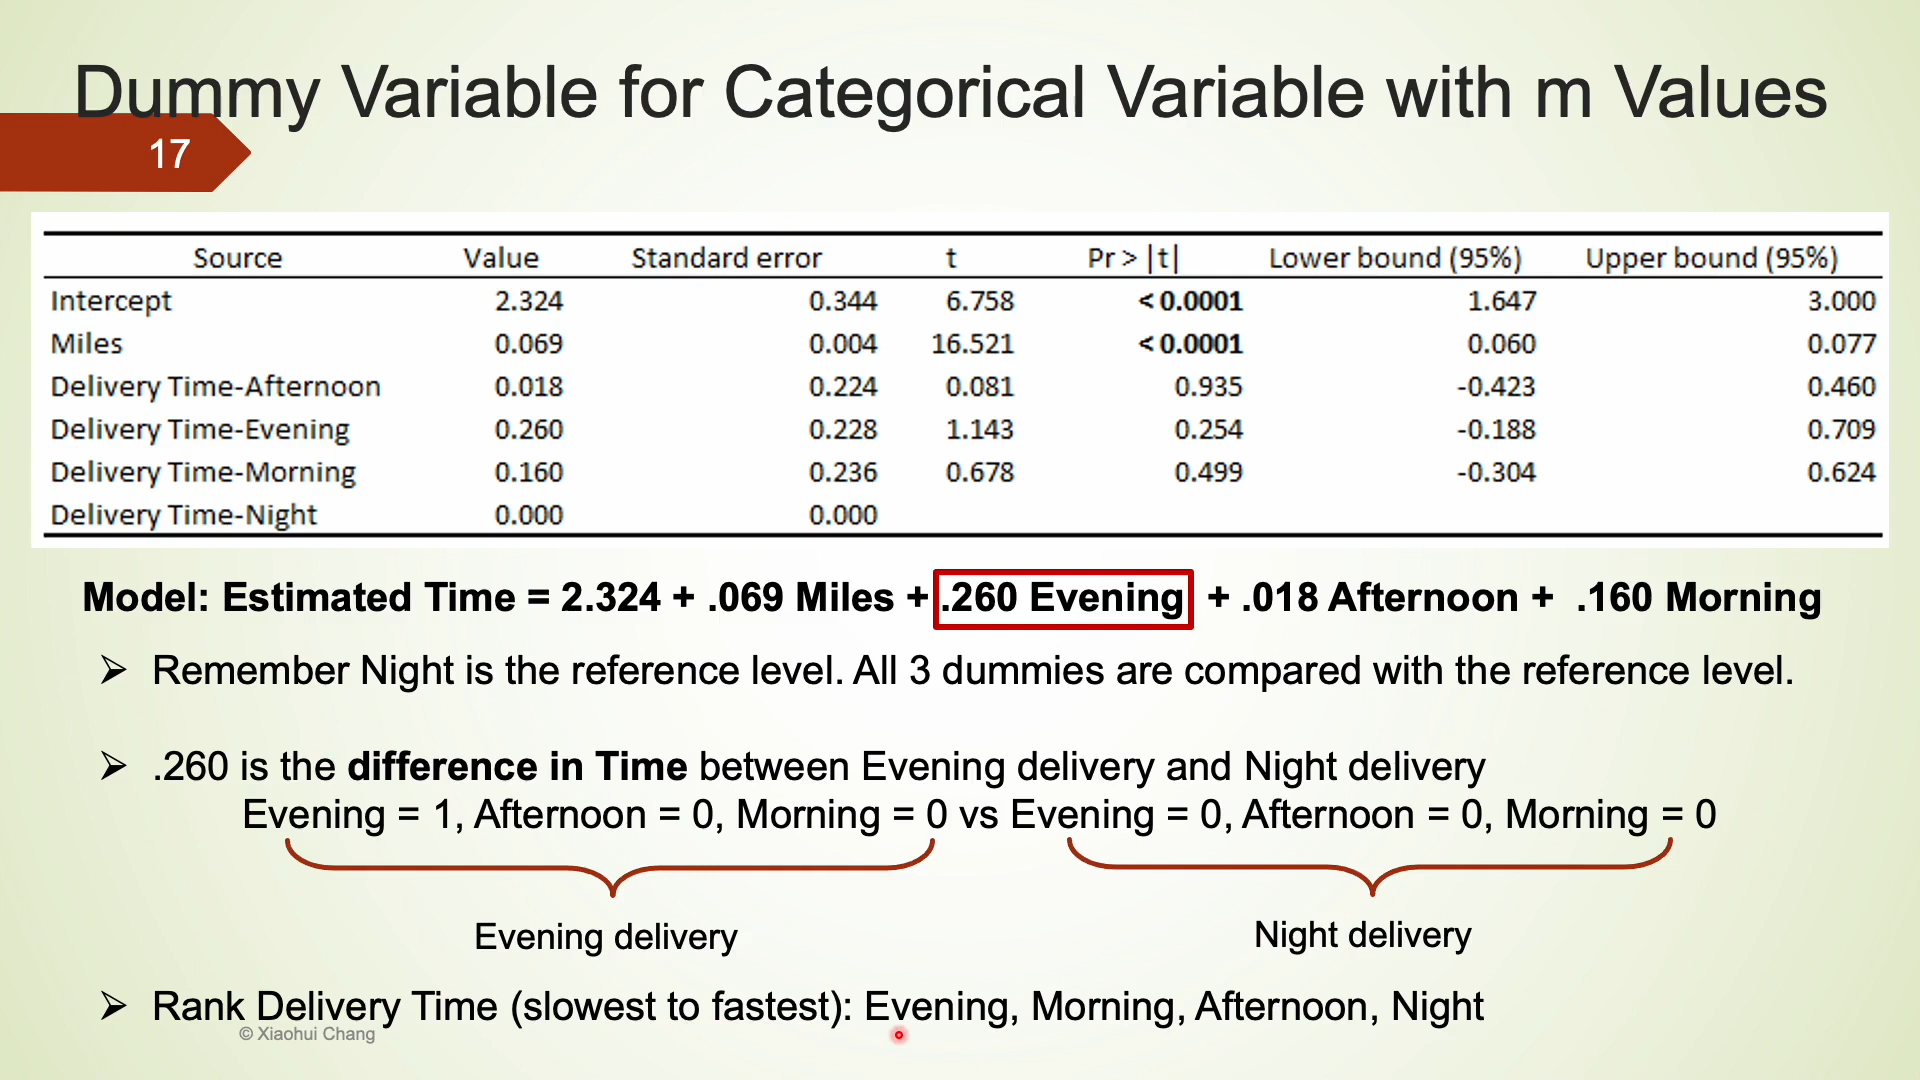 Dummy Variable for Categorical Variable with m Values
17
Source Value Standard error t Pr > |t| Lower bound (95%) Upper bound (95%)
Intercept 2.324 0.344 6.758 < 0.0001 1.647 3.000
Miles 0.069 0.004 16.521 < 0.0001 0.060 0.077
Delivery Time-Afternoon 0.018 0.224 0.081 0.935 -0.423 0.460
Delivery Time-Evening 0.260 0.228 1.143 0.254 -0.188 0.709
Delivery Time-Morning 0.160 0.236 0.678 0.499 -0.304 0.624
Delivery Time-Night 0.000 0.000
Model: Estimated Time = 2.324 + .069 Miles + .260 Evening + .018 Afternoon + .160 Morning
➢ Remember Night is the reference level. All 3 dummies are compared with the reference level.
➢ .260 is the difference in Time between Evening delivery and Night delivery
Evening = 1, Afternoon = 0, Morning = 0 vs Evening = 0, Afternoon = 0, Morning = 0
Evening delivery Night delivery
➢ Rank Delivery Time (slowest to fastest): Evening, Morning, Afternoon, Night
© Xiaohui Chang